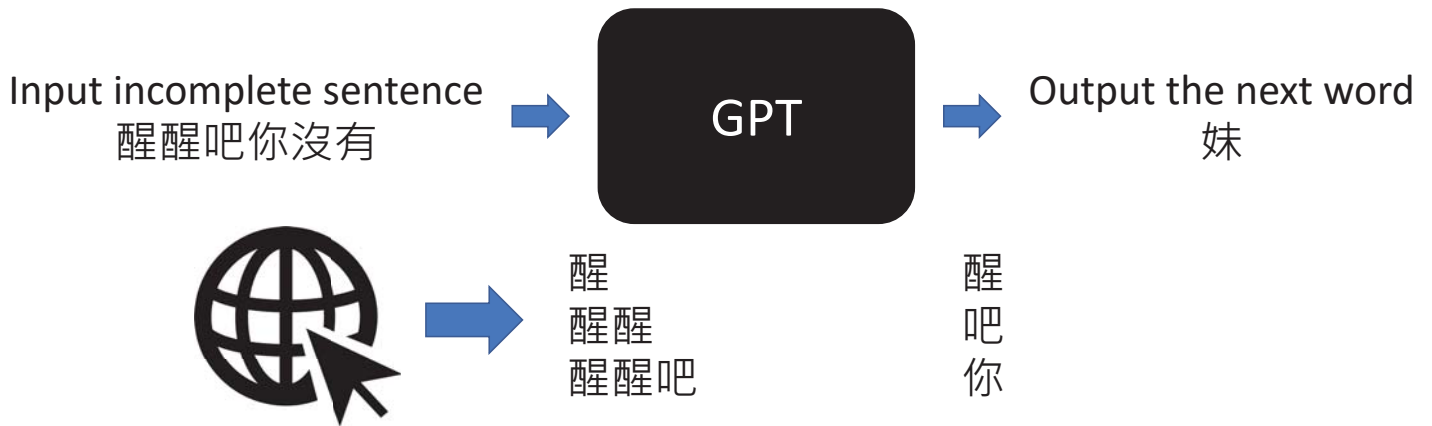 Input incomplete sentence
醒醒吧你沒有
GPT
Output the next word
妹
醒
醒醒
醒醒吧
醒
吧
你